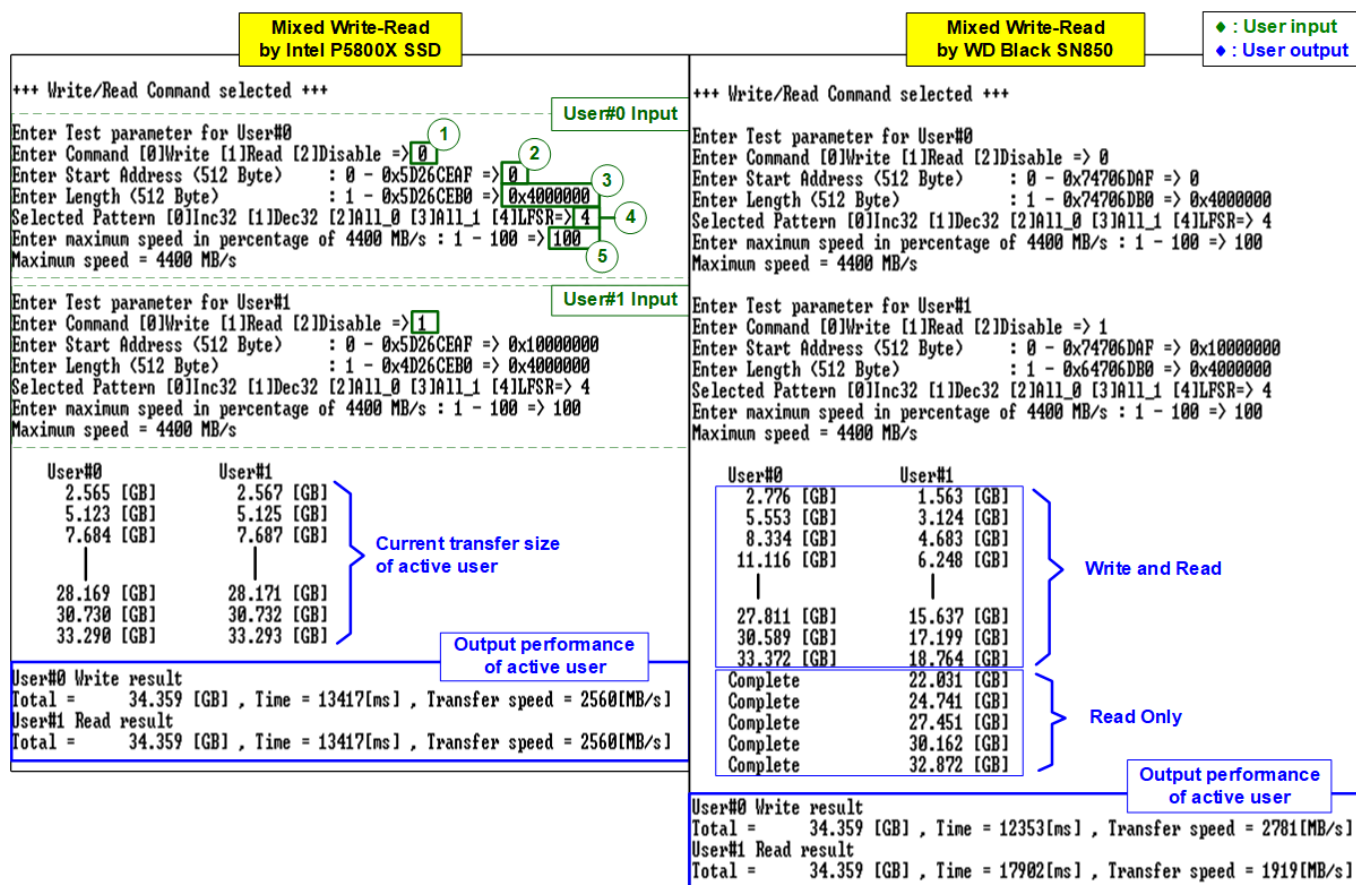 Mixed Write-Read
by Intel P5800X SSD
+++ Write/Read Command selected +++
User#0 Input
Enter Test parameter for User#0
1
Enter Command [0]Write [1]Read [2]Disable => 0
2
Enter Start Address (512 Byte) : 0 - 0x5D26CEAF => 0
3
Enter Length (512 Byte) : 1 - 0x5D26CEB0 => 0x4000000
Selected Pattern [0]Inc32 [1]Dec32 [2]All_0 [3]All_1 [4]LFSR=> 4
4
Enter maximum speed in percentage of 4400 MB/s : 1 - 100 => 100
5
Maximum speed = 4400 MB/s
User#1 Input
Enter Test parameter for User#1
Enter Command [0]Write [1]Read [2]Disable => 1
Enter Start Address (512 Byte) : 0 - 0x5D26CEAF => 0x10000000
Enter Length (512 Byte) : 1 - 0x4D26CEB0 => 0x4000000
Selected Pattern [0]Inc32 [1]Dec32 [2]All_0 [3]All_1 [4]LFSR=> 4
Enter maximum speed in percentage of 4400 MB/s : 1 - 100 => 100
Maximum speed = 4400 MB/s
User#0 User#1
2.565 [GB] 2.567 [GB]
5.123 [GB] 5.125 [GB]
7.684 [GB] 7.687 [GB]
Current transfer size
of active user
28.169 [GB] 28.171 [GB]
30.730 [GB] 30.732 [GB]
33.290 [GB] 33.293 [GB]
Output performance
of active user
User#0 Write result
Total = 34.359 [GB] , Time = 13417[ms] , Transfer speed = 2560[MB/s]
User#1 Read result
Total = 34.359 [GB] , Time = 13417[ms] , Transfer speed = 2560[MB/s]
Mixed Write-Read
by WD Black SN850
: User input
: User output
+++ Write/Read Command selected +++
Enter Test parameter for User#0
Enter Command [0]Write [1]Read [2]Disable => 0
Enter Start Address (512 Byte) : 0 - 0x74706DAF => 0
Enter Length (512 Byte) : 1 - 0x74706DB0 => 0x4000000
Selected Pattern [0]Inc32 [1]Dec32 [2]All_0 [3]All_1 [4]LFSR=> 4
Enter maximum speed in percentage of 4400 MB/s : 1 - 100 => 100
Maximum speed = 4400 MB/s
Enter Test parameter for User#1
Enter Command [0]Write [1]Read [2]Disable => 1
Enter Start Address (512 Byte) : 0 - 0x74706DAF => 0x10000000
Enter Length (512 Byte) : 1 - 0x64706DB0 => 0x4000000
Selected Pattern [0]Inc32 [1]Dec32 [2]All_0 [3]All_1 [4]LFSR=> 4
Enter maximum speed in percentage of 4400 MB/s : 1 - 100 => 100
Maximum speed = 4400 MB/s
User#0 User#1
2.776 [GB] 1.563 [GB]
5.553 [GB] 3.124 [GB]
8.334 [GB] 4.683 [GB]
11.116 [GB] 6.248 [GB]
Write and Read
27.811 [GB] 15.637 [GB]
30.589 [GB] 17.199 [GB]
33.372 [GB] 18.764 [GB]
Complete 22.031 [GB]
Complete 24.741 [GB]
Complete 27.451 [GB]
Read Only
Complete 30.162 [GB]
Complete 32.872 [GB]
Output performance
of active user
User#0 Write result
Total = 34.359 [GB] , Time = 12353[ms] , Transfer speed = 2781[MB/s]
User#1 Read result
Total = 34.359 [GB] , Time = 17902[ms] , Transfer speed = 1919[MB/s]